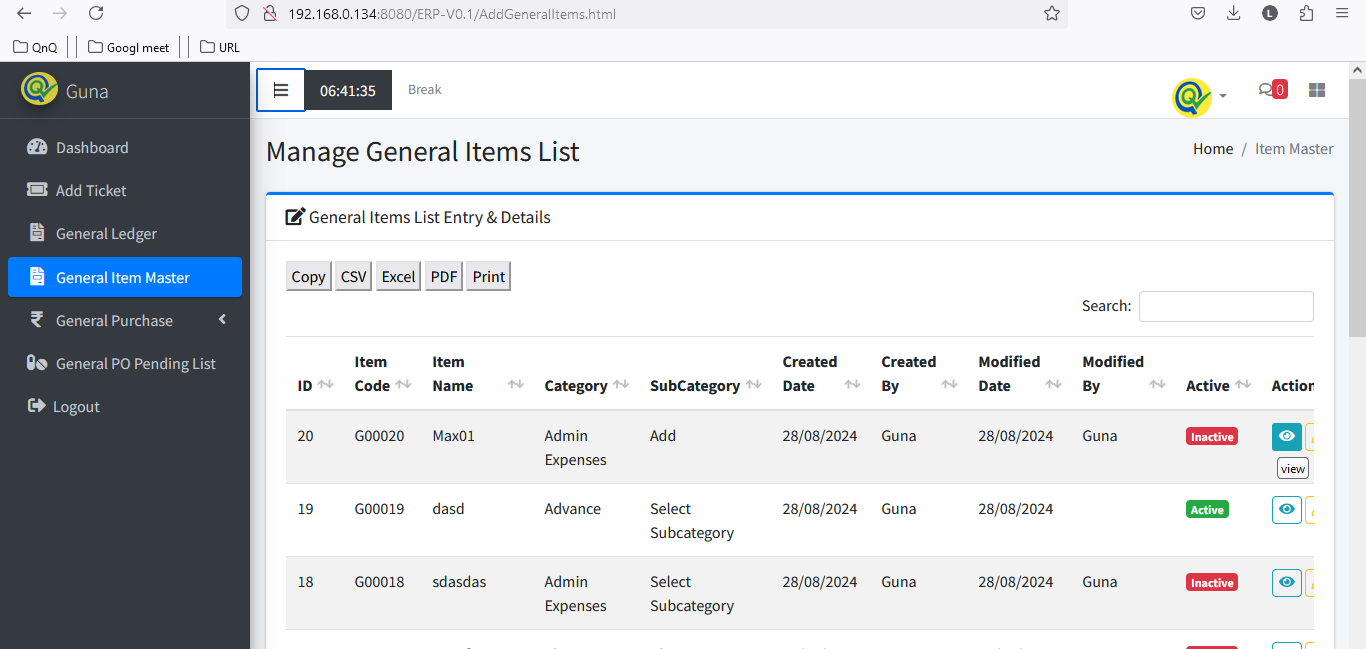 192.168.0.134:8080/ERP-V0.1/AddGeneralItems.html
L
QnQ
Googl meet
URL
Guna
06:41:35
Break
0
Dashboard
Add Ticket
General Ledger
General Item Master
General Purchase
General PO Pending List
Logout
Manage General Items List
Home / Item Master
General Items List Entry & Details
Copy CSV Excel PDF Print
Search:
ID Item Code Item Name Category SubCategory Created Date Created By Modified Date Modified By Active Action
20 G00020 Max01 Admin Expenses Add 28/08/2024 Guna 28/08/2024 Guna Inactive
view
19 G00019 dasd Advance Select Subcategory 28/08/2024 Guna 28/08/2024 Active
18 G00018 sdasdas Admin Expenses Select Subcategory 28/08/2024 Guna 28/08/2024 Guna Inactive